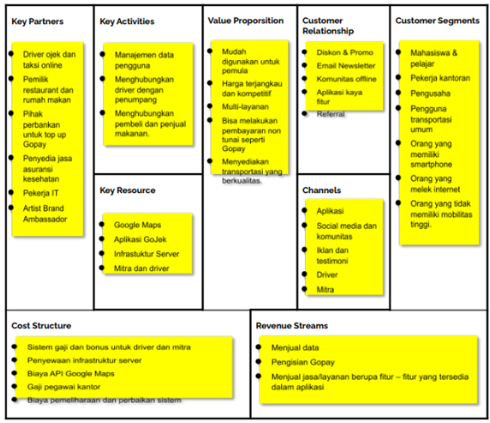 Key Partners
Driver ojek dan
taksi online
Pemilik
restaurant dan
rumah makan
Pihak
perbankan
untuk top up
Gopay
Penyedia jasa
asuransi
kesehatan
Pekerja IT
Artist Brand
Ambassador
Key Activities
Manajemen data
pengguna
Menghubungkan
driver dengan
penumpang
Menghubungkan
pembeli dan penjual
makanan.
Key Resource
Google Maps
Aplikasi GoJek
Infrastuktur Server
Mitra dan driver
Value Proporsition
Mudah
digunakan untuk
pemula
Harga terjangkau
dan kompetitif
Multi-layanan
Bisa melakukan
pembayaran non
tunai seperti
Gopay
Menyediakan
transportasi yang
berkualitas.
Customer
Relationship
Diskon & Promo
Email Newsletter
Komunitas offline
Aplikasi kaya
fitur
Referral
Channels
Aplikasi
Social media dan
komunitas
Iklan dan
testimoni
Driver
Mitra
Customer Segments
Mahasiswa &
pelajar
Pekerja kantoran
Pengusaha
Pengguna
transportasi
umum
Orang yang
memiliki
smartphone
Orang yang
melek internet
Orang yang tidak
memiliki mobilitas
tinggi.
Cost Structure
Sistem gaji dan bonus untuk driver dan mitra
Penyewaan infrastruktur server
Biaya API Google Maps
Gaji pegawai kantor
Biaya pemeliharaan dan perbaikan sistem
Revenue Streams
Menjual data
Pengisian Gopay
Menjual jasa/layanan berupa fitur – fitur yang tersedia
dalam aplikasi